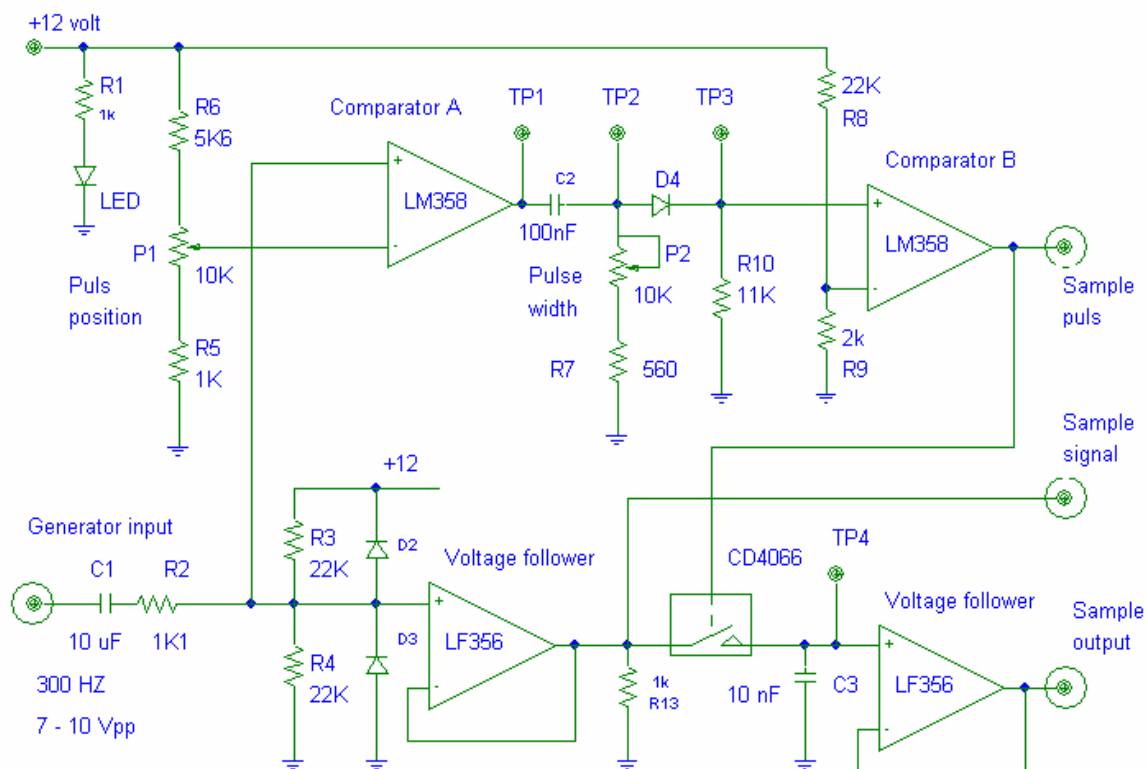 +12 volt
R1
1k
LED
R6
5K6
P1
10K
Puls
position
R5
1K
Comparator A
+
-
LM358
TP1
C2
100nF
TP2
D4
TP3
P2
10K
Pulse
width
R7
560
R10
11K
22K
R8
2k
R9
Comparator B
+
-
LM358
Sample
puls
Sample
signal
+12
Generator input
C1
10 uF
R2
1K1
300 HZ
7 - 10 Vpp
R3
22K
R4
22K
D2
D3
Voltage follower
+
-
LF356
1k
R13
CD4066
10 nF
C3
TP4
Voltage follower
+
-
LF356
Sample
output